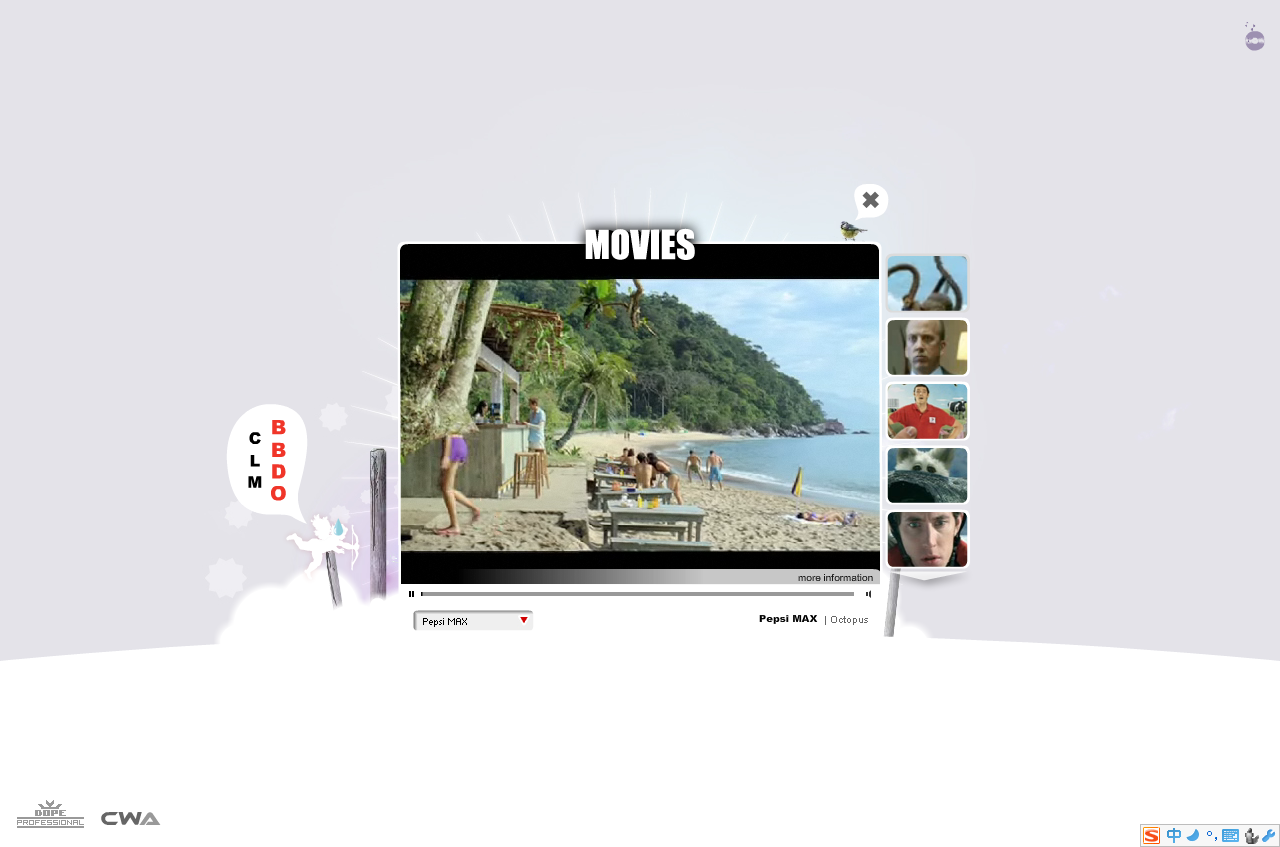 MOVIES
C
L
M
B
B
D
O
more information
Pepsi MAX
Pepsi MAX | Octopus
DOPE
PROFESSIONAL
CWA
S 中